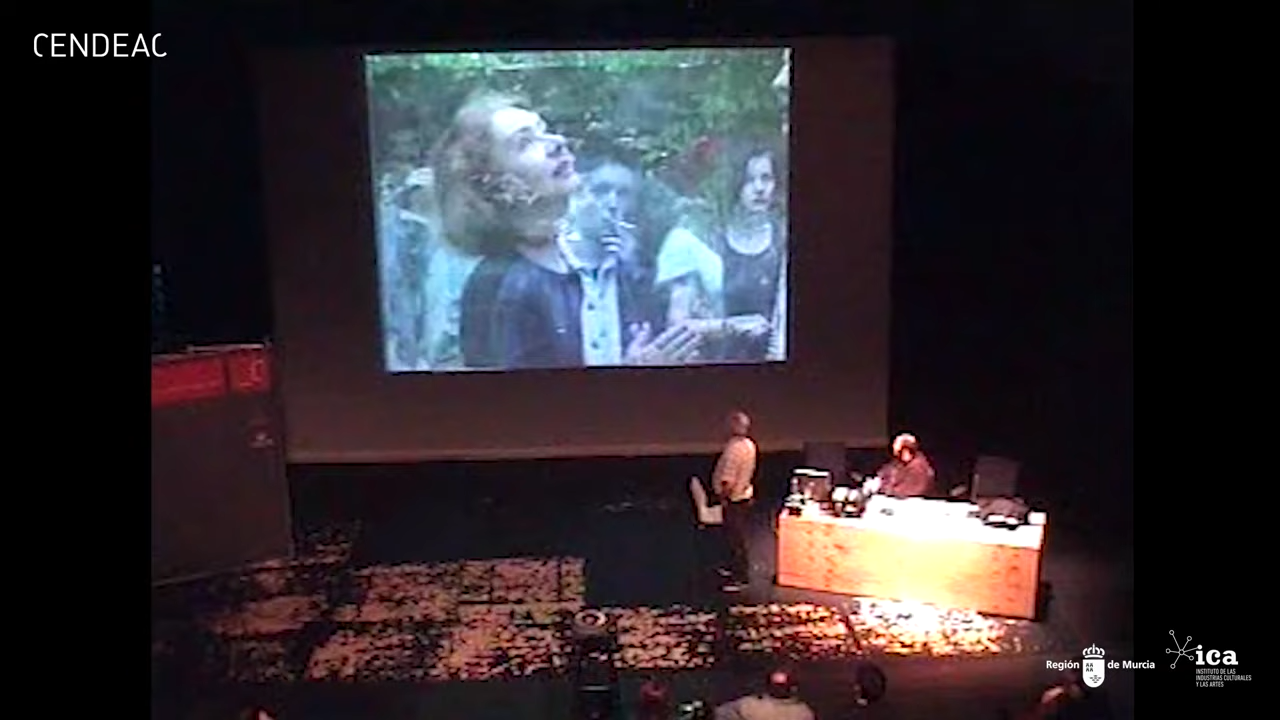 CENDEAC
Región de Murcia
ica
INSTITUTO DE LAS
INDUSTRIAS CULTURALES
Y LAS ARTES